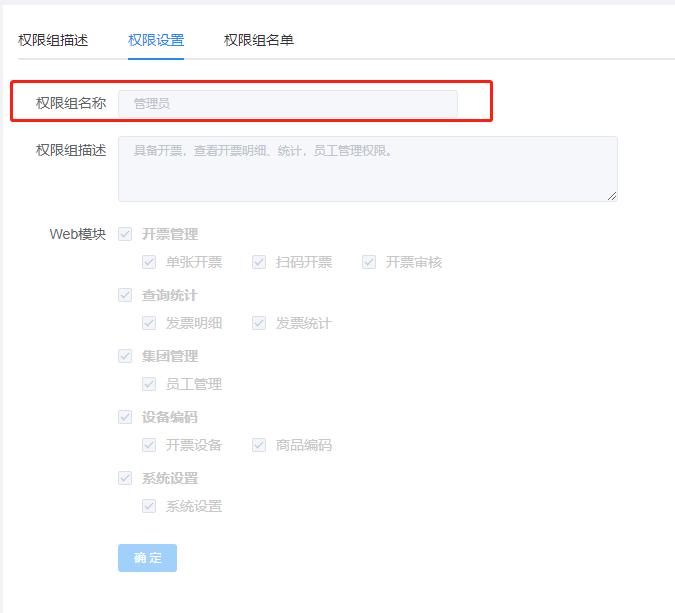 权限组描述 权限设置 权限组名单
权限组名称 管理员
权限组描述 具备开票，查看开票明细、统计，员工管理权限。
Web模块 开票管理
单张开票 扫码开票 开票审核
查询统计
发票明细 发票统计
集团管理
员工管理
设备编码
开票设备 商品编码
系统设置
系统设置
确 定